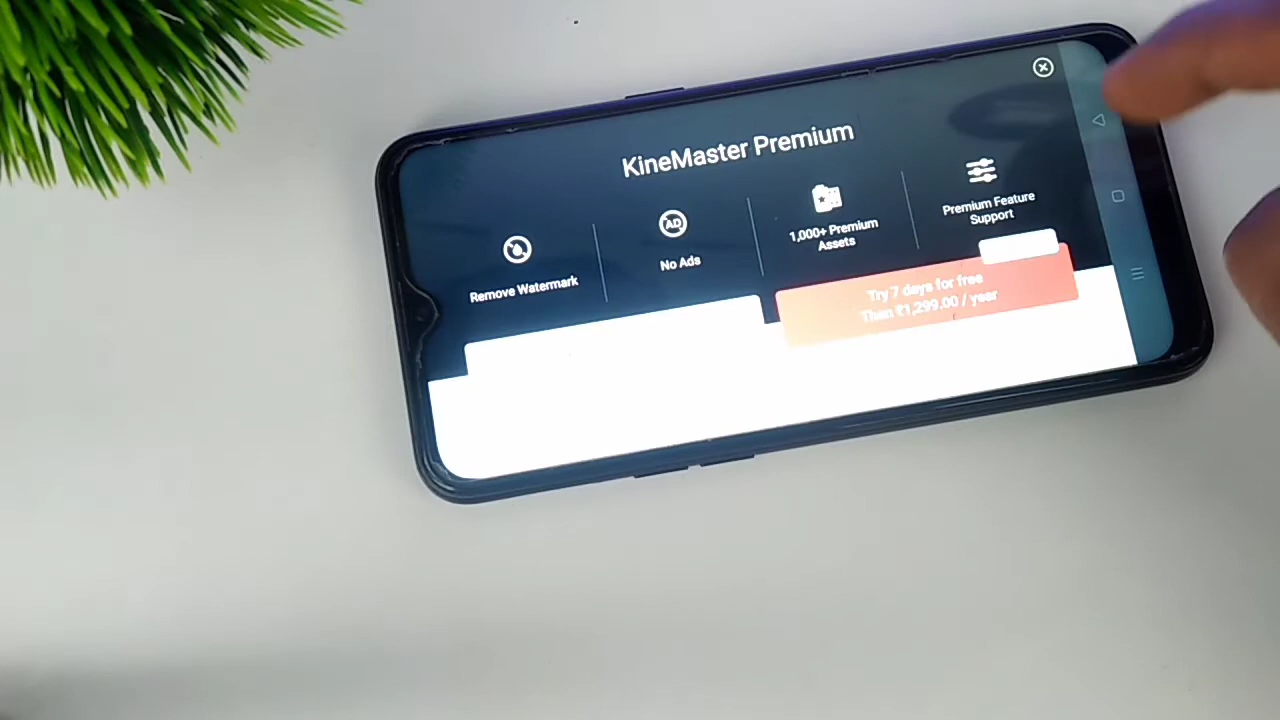 KineMaster Premium
Remove Watermark
AD
No Ads
1,000+ Premium
Assets
Premium Feature
Support
Try 7 days for free
Then ₹1,299.00 / year